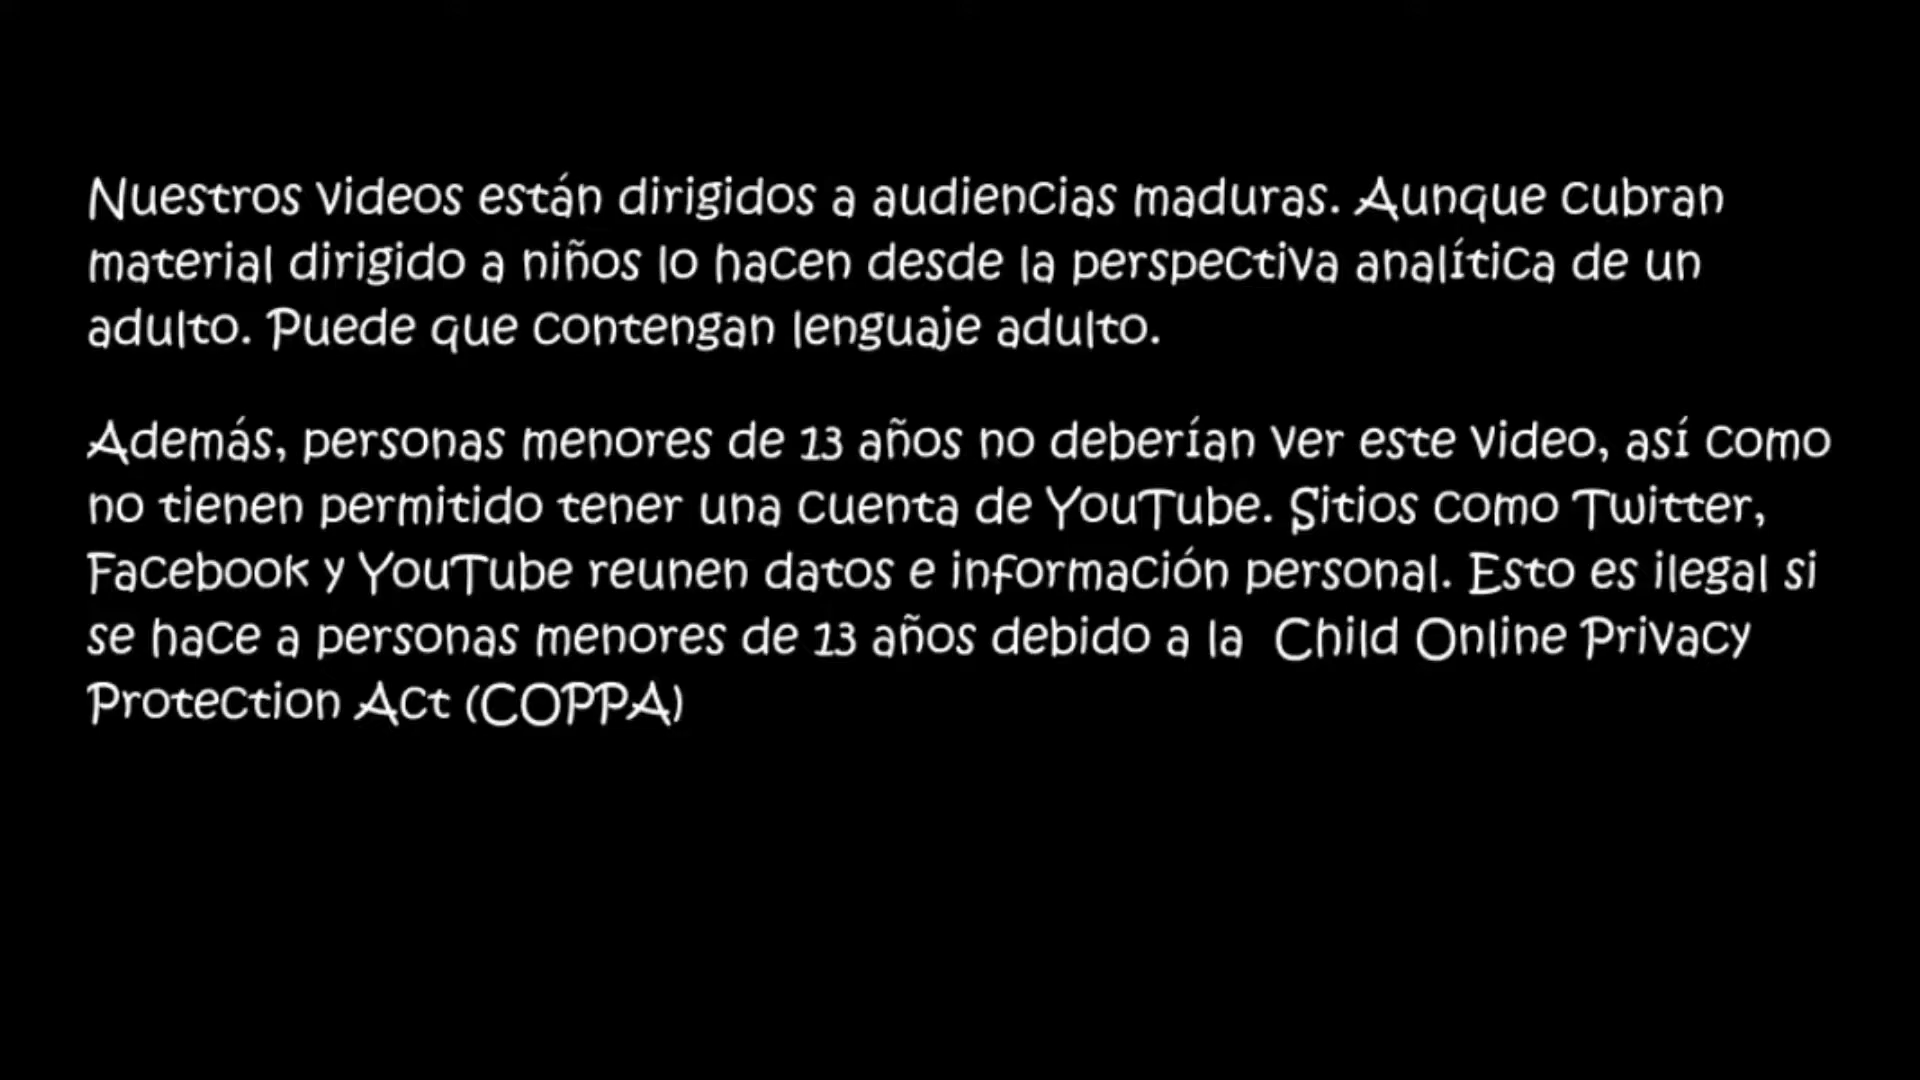 Nuestros videos están dirigidos a audiencias maduras. Aunque cubran
material dirigido a niños lo hacen desde la perspectiva analítica de un
adulto. Puede que contengan lenguaje adulto.
Además, personas menores de 13 años no deberían ver este video, así como
no tienen permitido tener una cuenta de YouTube. Sitios como Twitter,
Facebook y YouTube reunen datos e información personal. Esto es ilegal si
se hace a personas menores de 13 años debido a la  Child Online Privacy
Protection Act (COPPA)